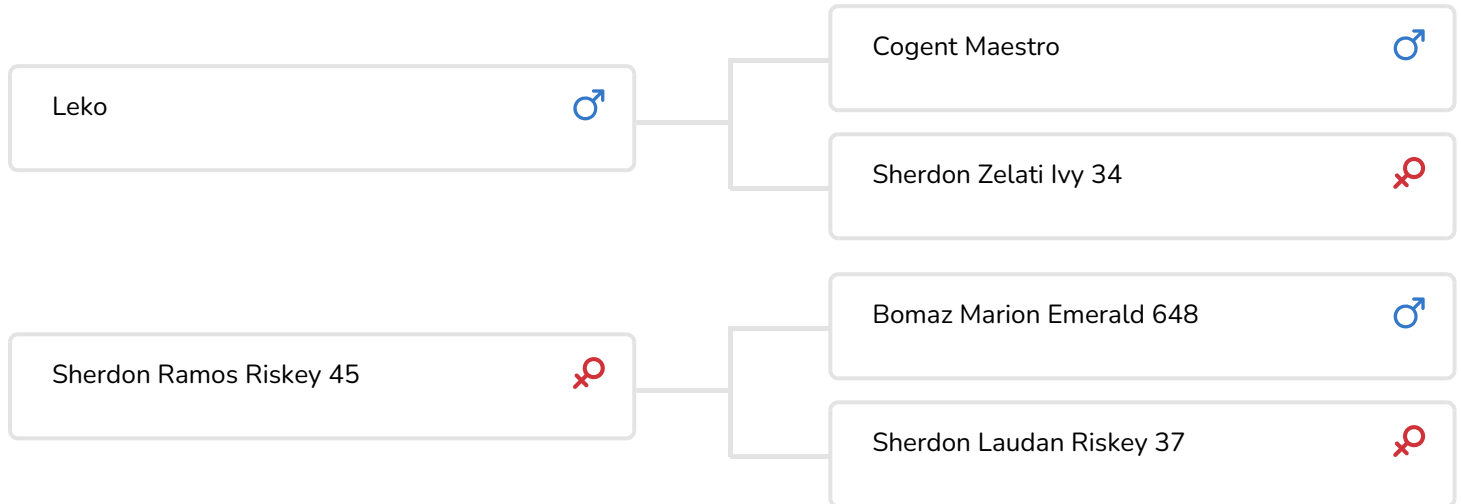 Cogent Maestro
Leko
Sherdon Zelati Ivy 34
Bomaz Marion Emerald 648
Sherdon Ramos Riskey 45
Sherdon Laudan Riskey 37